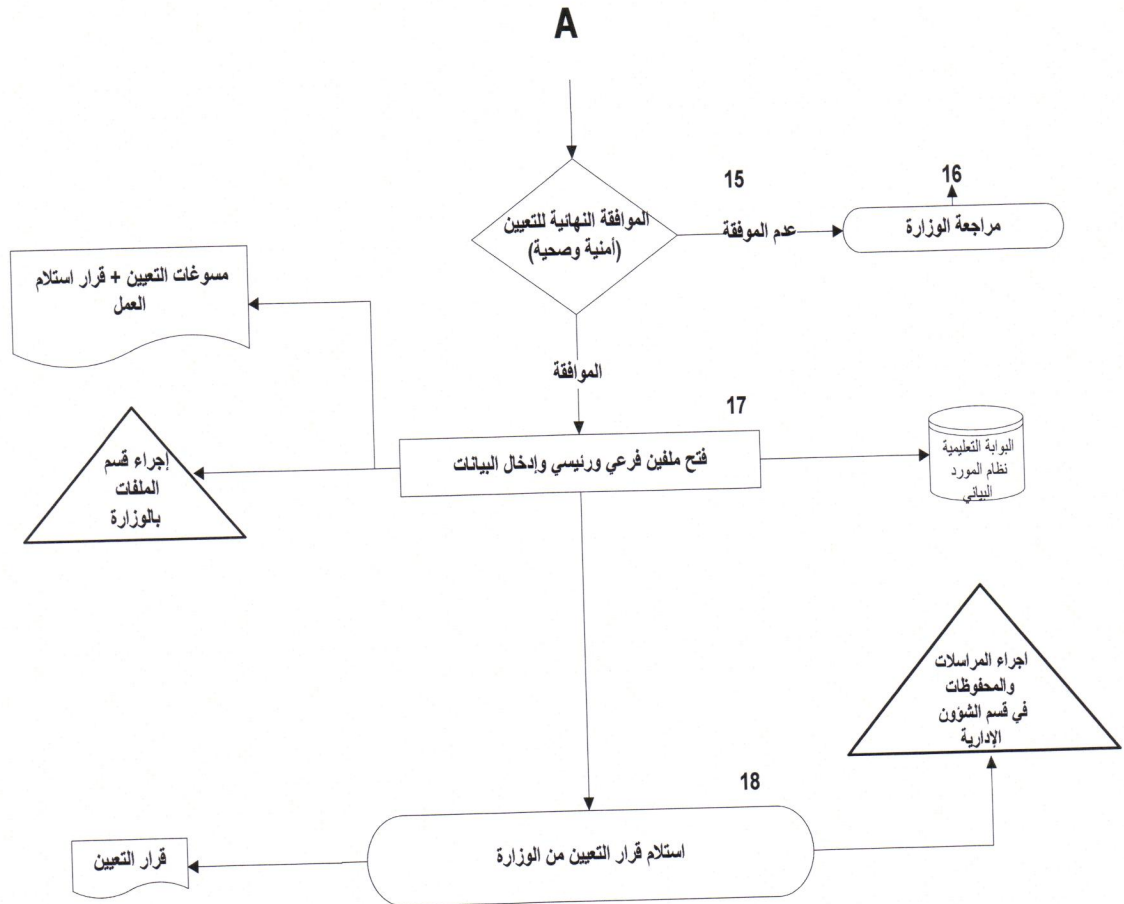 A
15
16
الموافقة النهائية للتعيين
(أمنية وصحية)
عدم الموفقة
مراجعة الوزارة
مسوغات التعيين + قرار استلام
العمل
الموافقة
17
فتح ملفين فرعي ورئيسي وإدخال البيانات
البوابة التعليمية
نظام المورد
البياني
إجراء قسم
الملفات
بالوزارة
اجراء المراسلات
والمحفوظات
في قسم الشؤون
الإدارية
18
استلام قرار التعيين من الوزارة
قرار التعيين